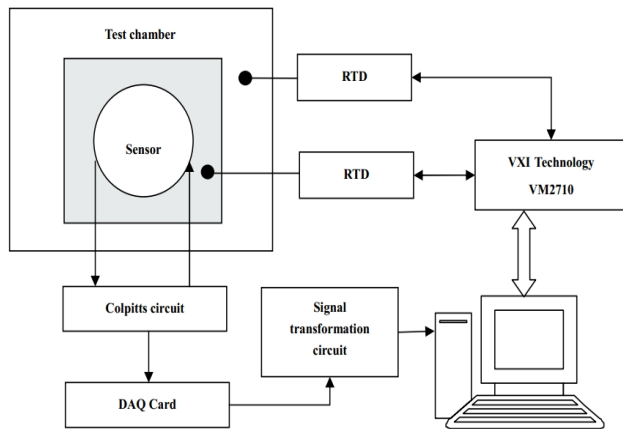 Test chamber
RTD
Sensor
RTD
VXI Technology
VM2710
Colpitts circuit
Signal
transformation
circuit
DAQ Card